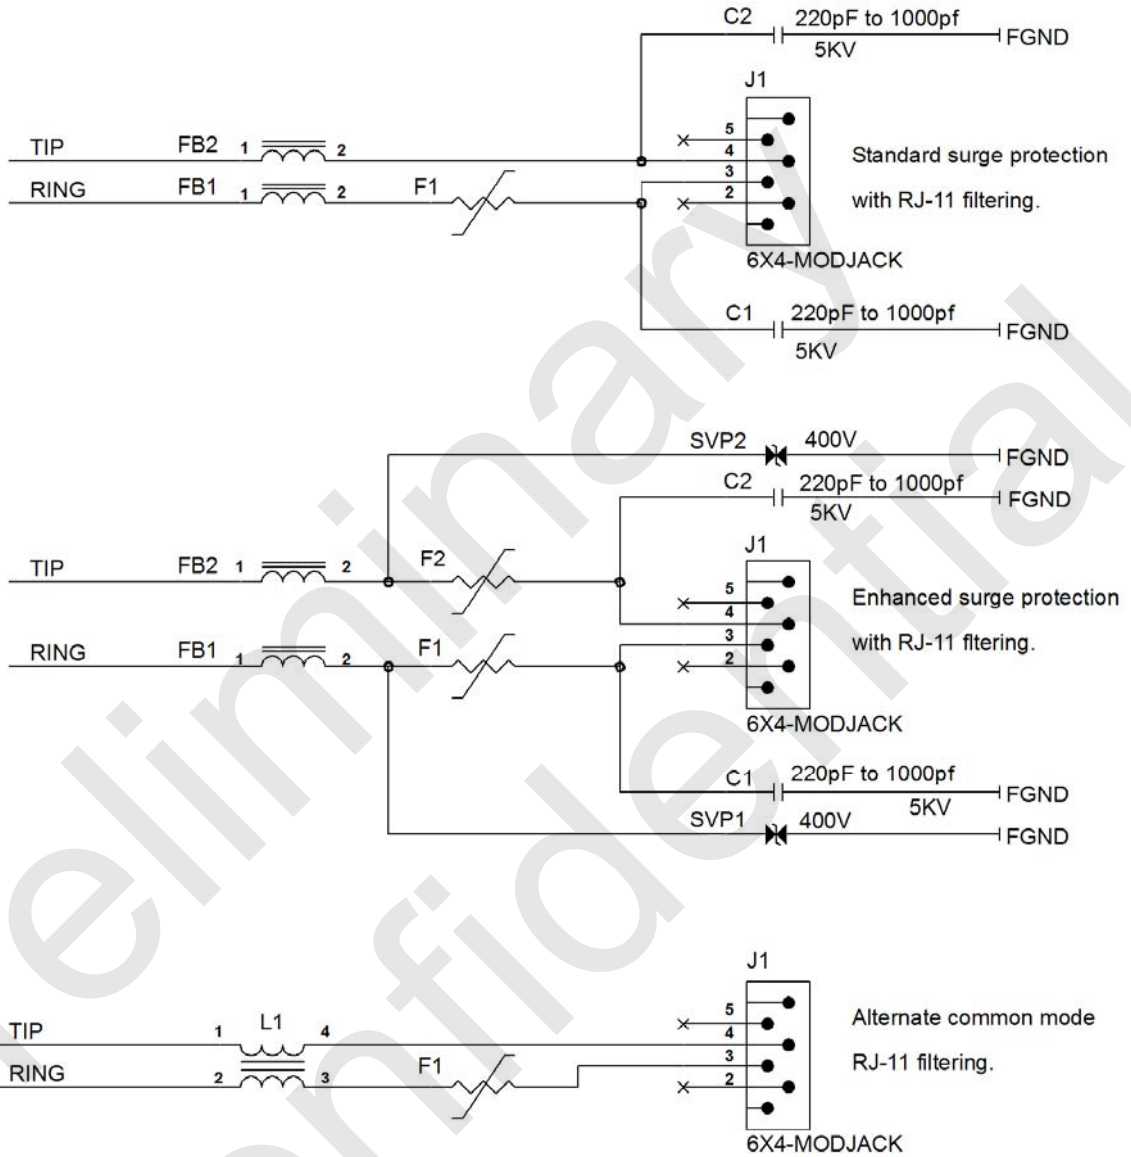 C2 220pF to 1000pf
5KV
FGND
J1
TIP FB2 1 2
5
4
RING FB1 1 2 F1
3
2
Standard surge protection
with RJ-11 filtering.
6X4-MODJACK
C1 220pF to 1000pf
5KV
FGND
SVP2 400V
FGND
C2 220pF to 1000pf
5KV
FGND
J1
TIP FB2 1 2 F2
5
4
RING FB1 1 2 F1
3
2
Enhanced surge protection
with RJ-11 fltering.
6X4-MODJACK
C1 220pF to 1000pf
5KV
FGND
SVP1 400V
FGND
J1
TIP 1 L1 4
5
4
RING 2 3 F1
3
2
Alternate common mode
RJ-11 filtering.
6X4-MODJACK
eliminary
nfidential